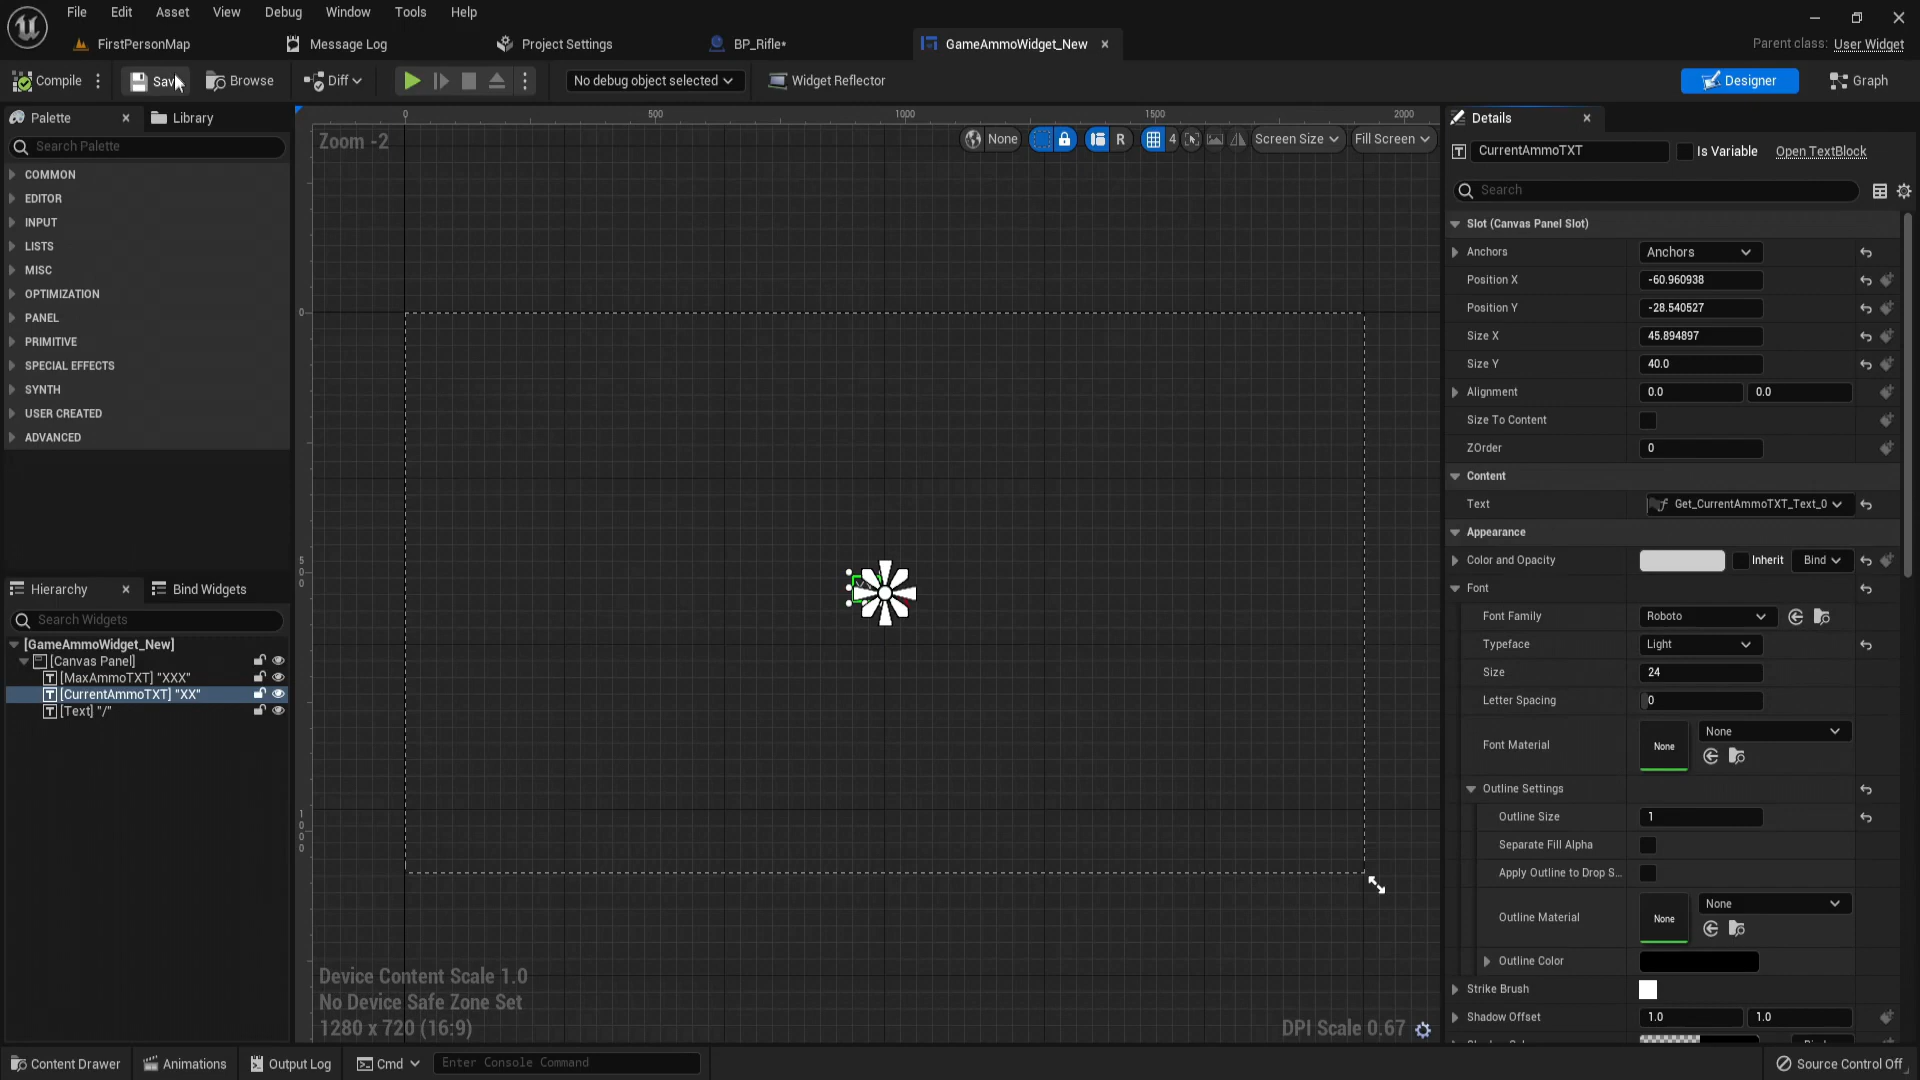 File Edit Asset View Debug Window Tools Help
FirstPersonMap Message Log Project Settings BP_Rifle* GameAmmoWidget_New Parent class: User Widget
Compile Save Browse Diff No debug object selected Widget Reflector Designer Graph
Palette Library
Search Palette
COMMON
EDITOR
INPUT
LISTS
MISC
OPTIMIZATION
PANEL
PRIMITIVE
SPECIAL EFFECTS
SYNTH
USER CREATED
ADVANCED
Hierarchy Bind Widgets
Search Widgets
[GameAmmoWidget_New]
[Canvas Panel]
[MaxAmmoTXT] "XXX"
[CurrentAmmoTXT] "XX"
[Text] "/"
0 500 1000 1500 2000
Zoom -2 None R 4 Screen Size Fill Screen
0
500
1000
Device Content Scale 1.0
No Device Safe Zone Set
1280 x 720 (16:9) DPI Scale 0.67
Details
CurrentAmmoTXT Is Variable Open TextBlock
Search
Slot (Canvas Panel Slot)
Anchors Anchors
Position X -60.960938
Position Y -28.540527
Size X 45.894897
Size Y 40.0
Alignment 0.0 0.0
Size To Content
ZOrder 0
Content
Text Get_CurrentAmmoTXT_Text_0
Appearance
Color and Opacity Inherit Bind
Font
Font Family Roboto
Typeface Light
Size 24
Letter Spacing 0
Font Material None None
Outline Settings
Outline Size 1
Separate Fill Alpha
Apply Outline to Drop S...
Outline Material None None
Outline Color
Strike Brush
Shadow Offset 1.0 1.0
Content Drawer Animations Output Log Cmd Enter Console Command Source Control Off